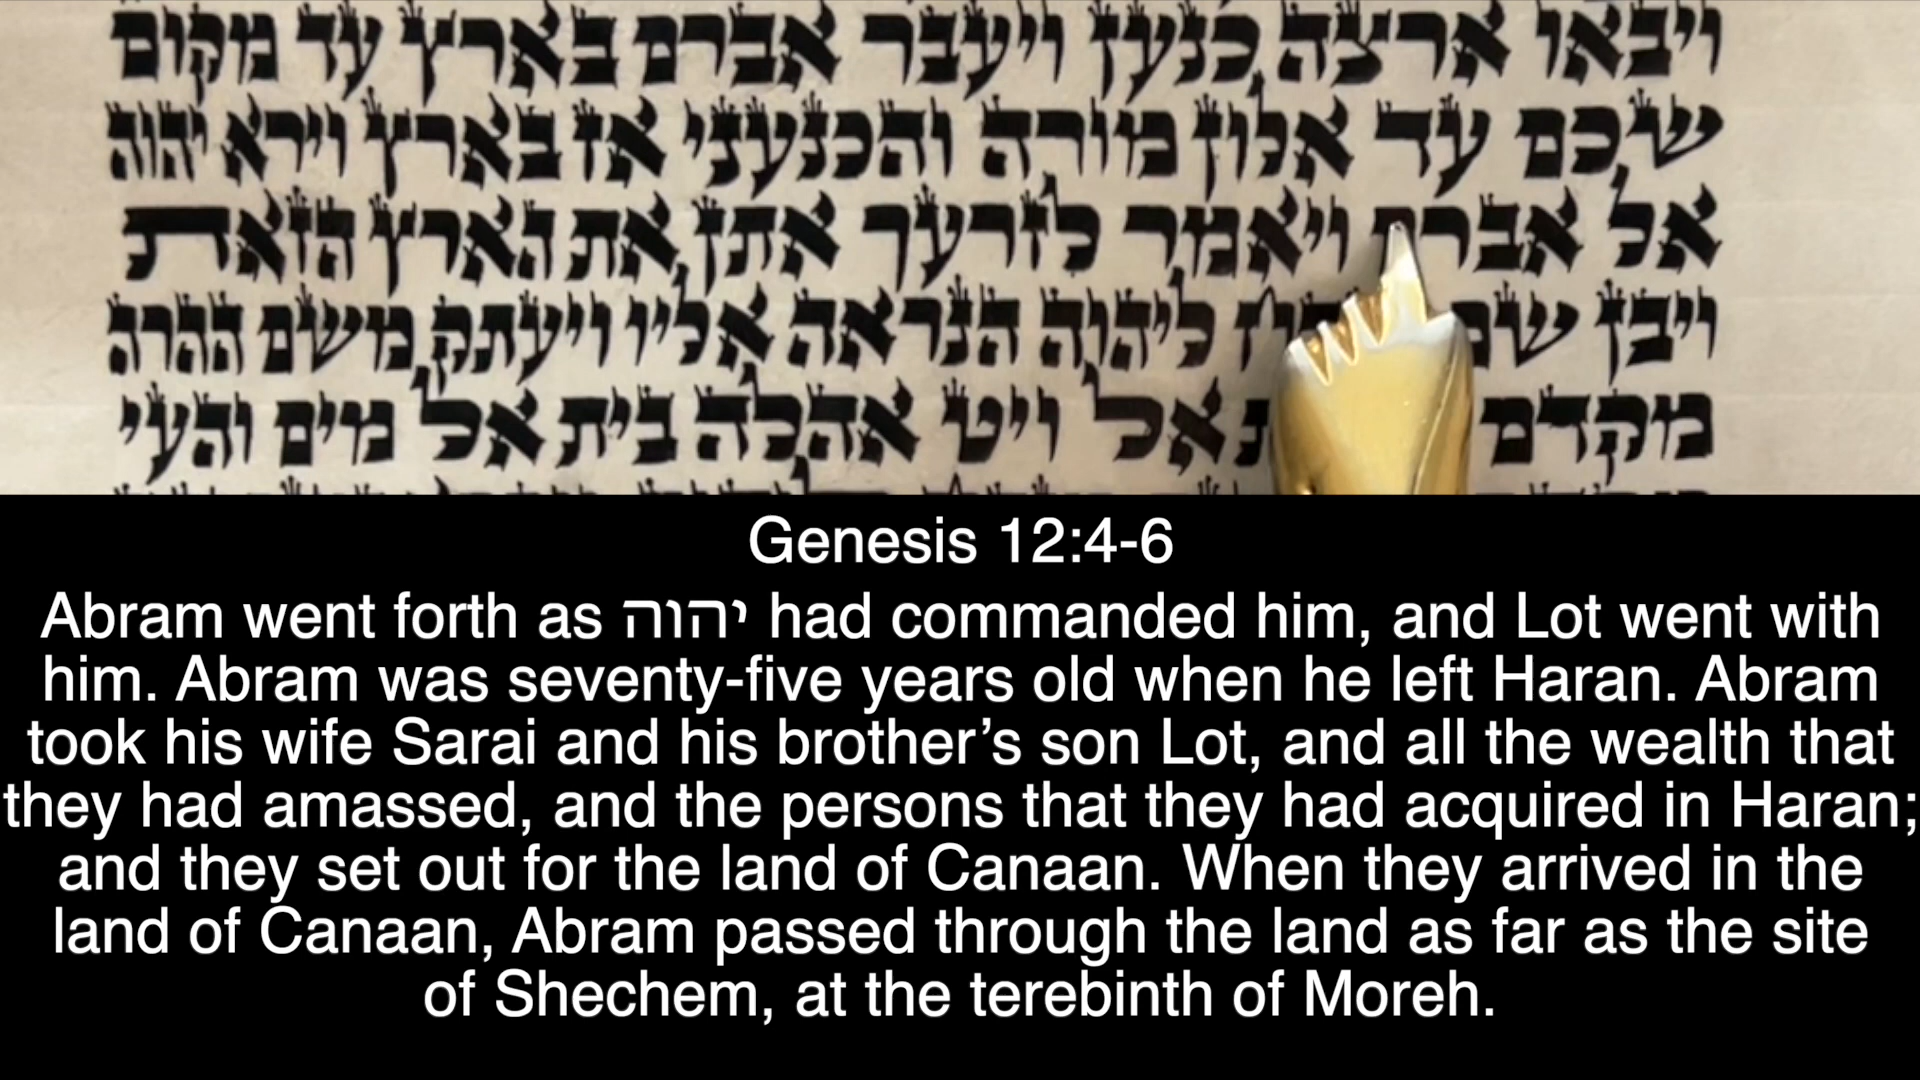 ויבאו ארצה כנען ויעבר אברם בארץ עד מקום
שכם עד אלון מורה והכנעני אז בארץ וירא יהוה
אל אברם ויאמר לזרעך אתן את הארץ הזאת
ויבן שם ליהוה הנראה אליו ויעתק משם ההרה
מקדם אל ויט אהלה בית אל מים והעי
Genesis 12:4-6
Abram went forth as יהוה had commanded him, and Lot went with
him. Abram was seventy-five years old when he left Haran. Abram
took his wife Sarai and his brother’s son Lot, and all the wealth that
they had amassed, and the persons that they had acquired in Haran;
and they set out for the land of Canaan. When they arrived in the
land of Canaan, Abram passed through the land as far as the site
of Shechem, at the terebinth of Moreh.